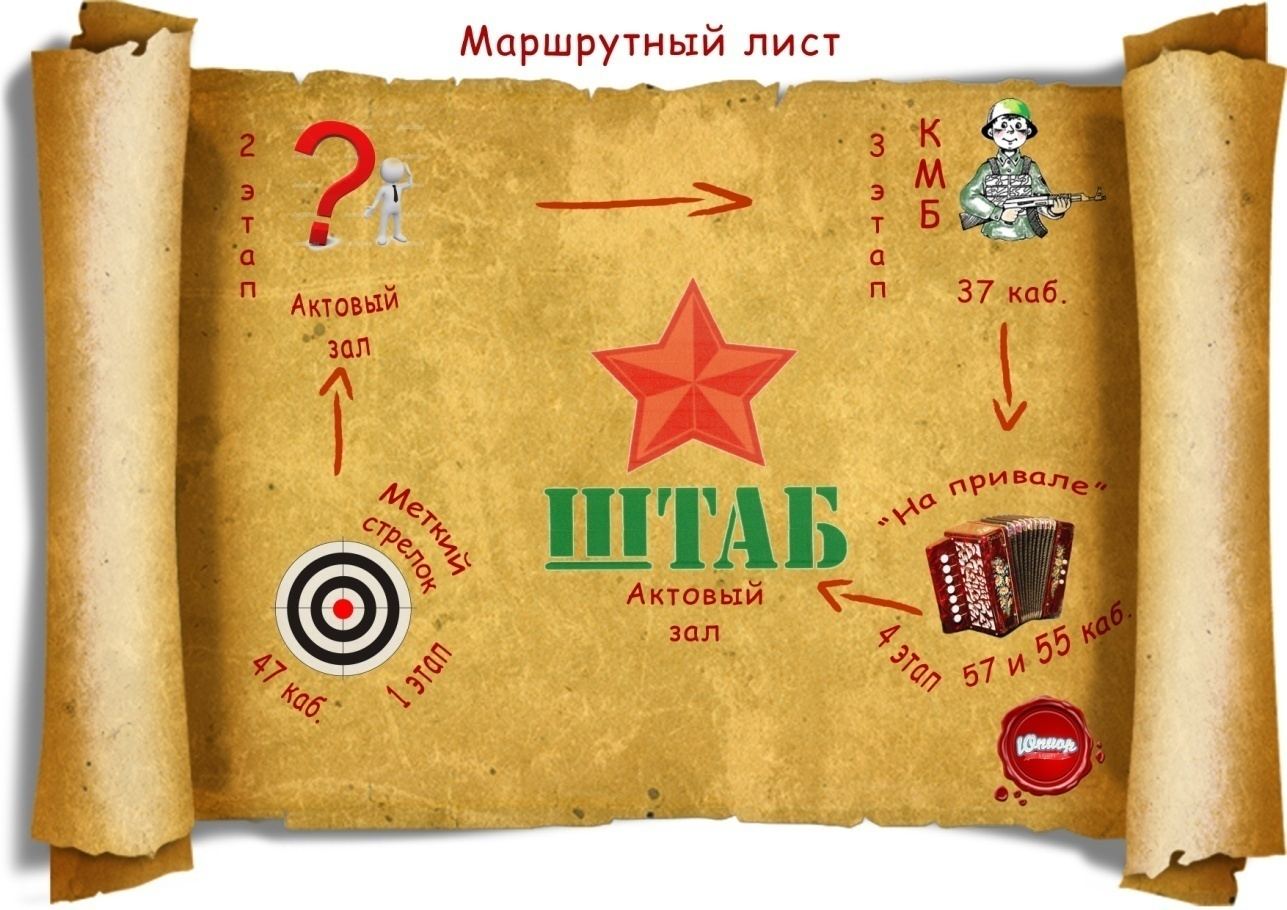 Маршрутный лист
2 этап
Актовый
зал
3 этап
КМБ
37 каб.
Меткий
стрелок
47 каб.
1 этап
ШТАБ
Актовый
зал
"На привале"
4 этап
57 и 55 каб.
Юниор